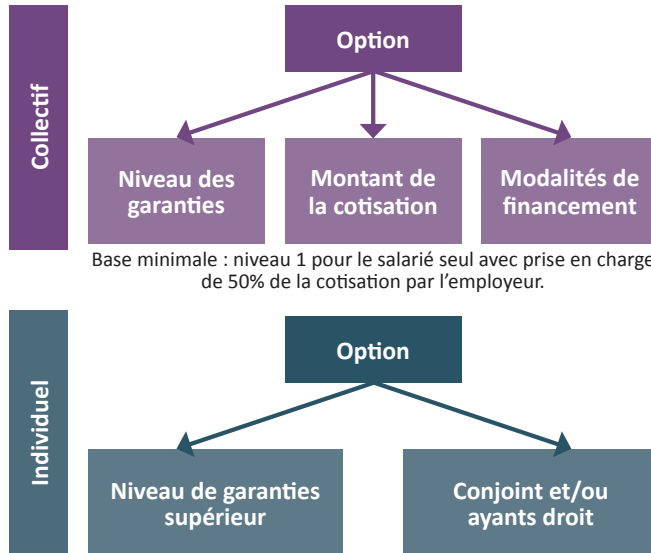 Collectif
Option
Niveau des
garanties
Montant de
la cotisation
Modalités de
financement
Base minimale : niveau 1 pour le salarié seul avec prise en charge
de 50% de la cotisation par l’employeur.
Individuel
Option
Niveau de garanties
supérieur
Conjoint et/ou
ayants droit